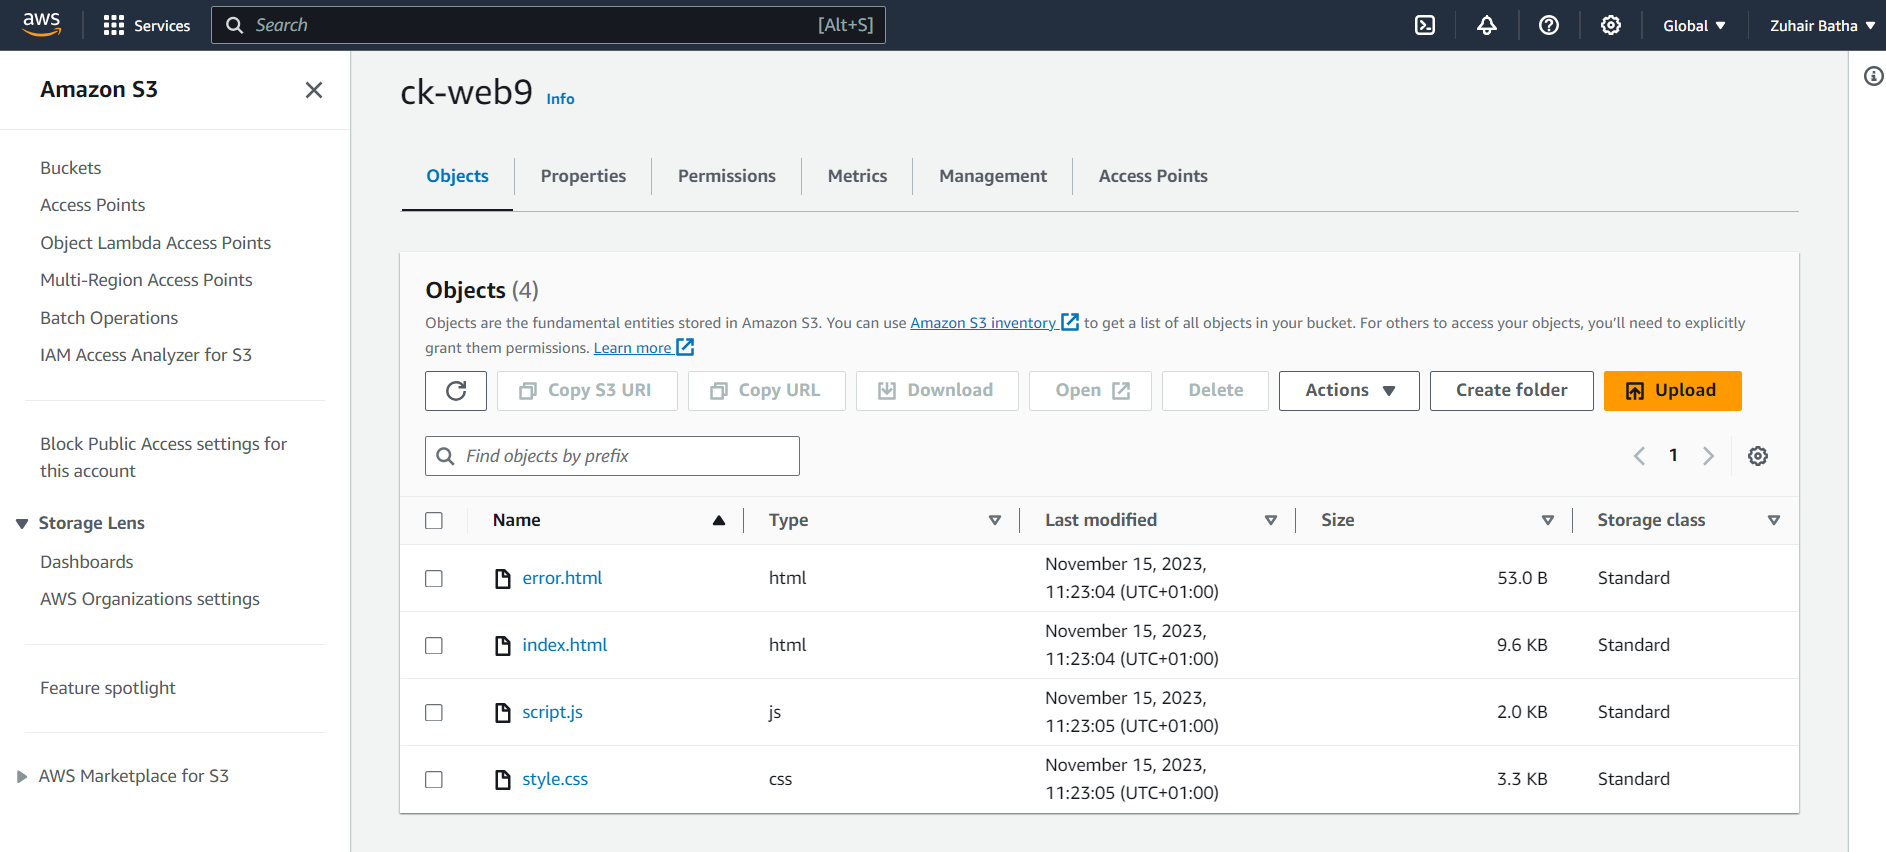 aws
Services
Search
[Alt+S]
Global
Zuhair Batha
Amazon S3
Buckets
Access Points
Object Lambda Access Points
Multi-Region Access Points
Batch Operations
IAM Access Analyzer for S3
Block Public Access settings for
this account
Storage Lens
Dashboards
AWS Organizations settings
Feature spotlight
AWS Marketplace for S3
ck-web9 Info
Objects Properties Permissions Metrics Management Access Points
Objects (4)
Objects are the fundamental entities stored in Amazon S3. You can use Amazon S3 inventory to get a list of all objects in your bucket. For others to access your objects, you'll need to explicitly
grant them permissions. Learn more
Copy S3 URI Copy URL Download Open Delete Actions Create folder Upload
Find objects by prefix
1
Name Type Last modified Size Storage class
error.html html November 15, 2023, 53.0 B Standard
11:23:04 (UTC+01:00)
index.html html November 15, 2023, 9.6 KB Standard
11:23:04 (UTC+01:00)
script.js js November 15, 2023, 2.0 KB Standard
11:23:05 (UTC+01:00)
style.css css November 15, 2023, 3.3 KB Standard
11:23:05 (UTC+01:00)